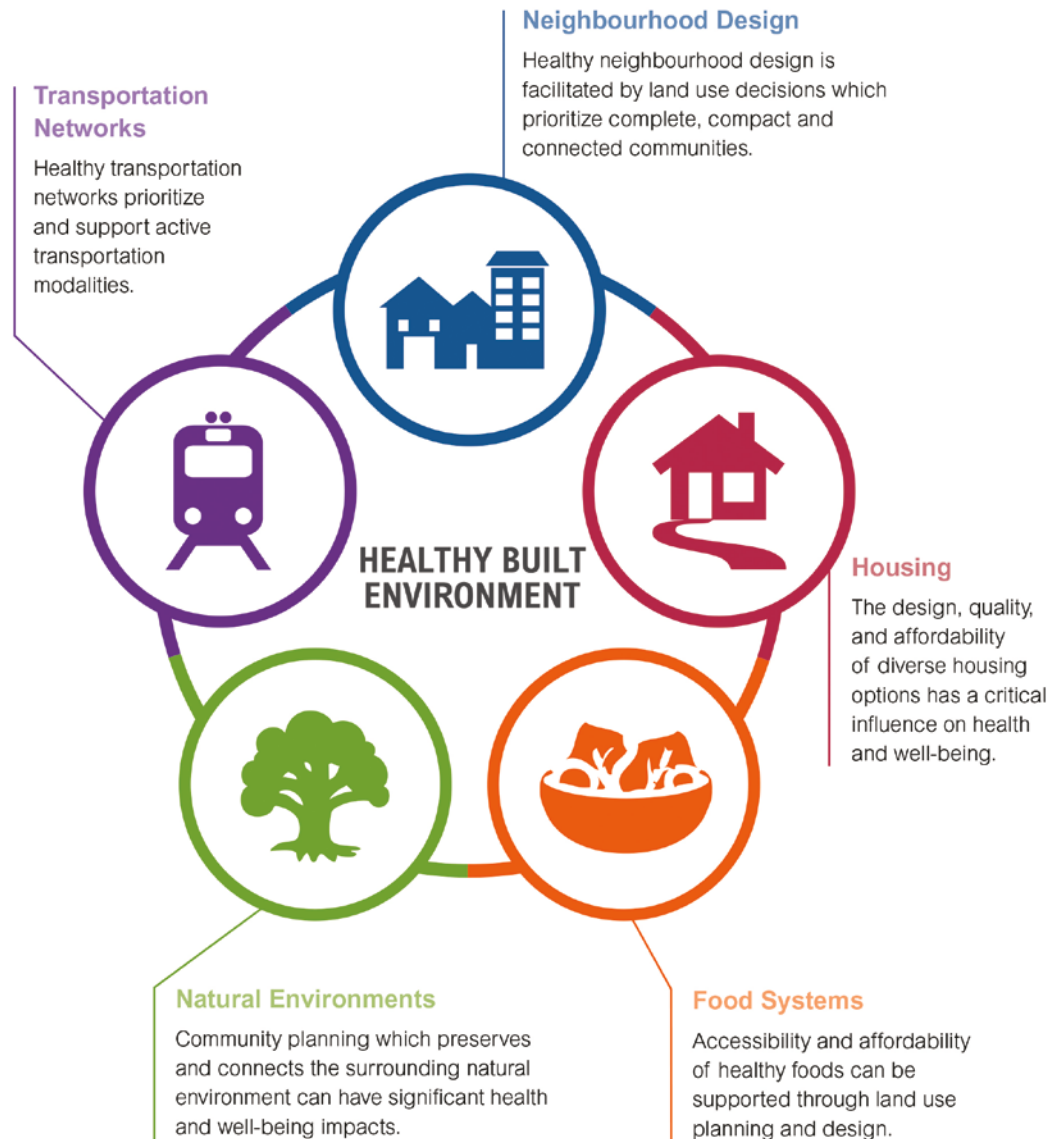 Neighbourhood Design
Healthy neighbourhood design is
facilitated by land use decisions which
prioritize complete, compact and
connected communities.
Transportation
Networks
Healthy transportation
networks prioritize
and support active
transportation
modalities.
HEALTHY BUILT
ENVIRONMENT
Housing
The design, quality,
and affordability
of diverse housing
options has a critical
influence on health
and well-being.
Natural Environments
Community planning which preserves
and connects the surrounding natural
environment can have significant health
and well-being impacts.
Food Systems
Accessibility and affordability
of healthy foods can be
supported through land use
planning and design.